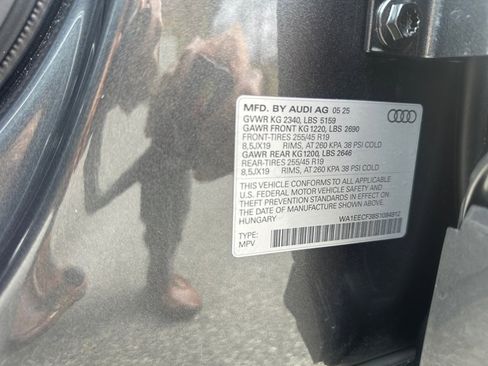 MFD. BY AUDI AG 05 25
GVWR KG 2340, LBS 5159
GAWR FRONT KG 1220, LBS 2690
FRONT-TIRES 255/45 R19
8,5JX19 RIMS, AT 260 KPA 38 PSI COLD
GAWR REAR KG1200, LBS 2646
REAR-TIRES 255/45 R19
8,5JX19 RIMS, AT 260 KPA 38 PSI COLD
THIS VEHICLE CONFORMS TO ALL APPLICABLE
U.S. FEDERAL MOTOR VEHICLE SAFETY AND
THEFT PREVENTION STANDARDS IN EFFECT ON
THE DATE OF MANUFACTURE SHOWN ABOVE.
HUNGARY
TYPE:
MPV